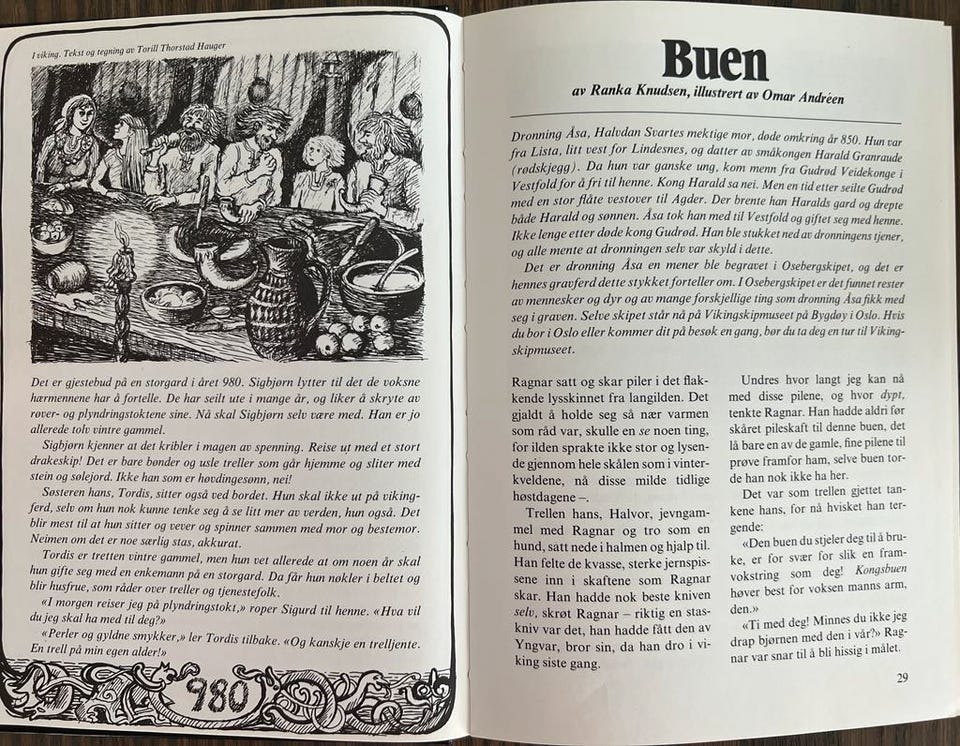 I viking. Tekst og tegning av Torill Thorstad Hauger
Det er gjestebud på en storgard i året 980. Sigbjørn lytter til det de voksne
hærmennene har å fortelle. De har seilt ute i mange år, og liker å skryte av
røver- og plyndringstoktene sine. Nå skal Sigbjørn selv være med. Han er jo
allerede tolv vintre gammel.
Sigbjørn kjenner at det kribler i magen av spenning. Reise ut med et stort
drakeskip! Det er bare bønder og usle treller som går hjemme og sliter med
stein og sølejord. Ikke han som er høvdingesønn, nei!
Søsteren hans, Tordis, sitter også ved bordet. Hun skal ikke ut på viking-
ferd, selv om hun nok kunne tenke seg å se litt mer av verden, hun også. Det
blir mest til at hun sitter og vever og spinner sammen med mor og bestemor.
Neimen om det er noe særlig stas, akkurat.
Tordis er tretten vintre gammel, men hun vet allerede at om noen år skal
hun gifte seg med en enkemann på en storgard. Da får hun nøkler i beltet og
blir husfrue, som råder over treller og tjenestefolk.
«I morgen reiser jeg på plyndringstokt,» roper Sigurd til henne. «Hva vil
du jeg skal ha med til deg?»
«Perler og gyldne smykker,» ler Tordis tilbake. «Og kanskje en trelljente.
En trell på min egen alder!»
980
Buen
av Ranka Knudsen, illustrert av Omar Andréen
Dronning Åsa, Halvdan Svartes mektige mor, døde omkring år 850. Hun var
fra Lista, litt vest for Lindesnes, og datter av småkongen Harald Granraude
(rødskjegg). Da hun var ganske ung, kom menn fra Gudrød Veidekonge i
Vestfold for å fri til henne. Kong Harald sa nei. Men en tid etter seilte Gudrød
med en stor flåte vestover til Agder. Der brente han Haralds gard og drepte
både Harald og sønnen. Åsa tok han med til Vestfold og giftet seg med henne.
Ikke lenge etter døde kong Gudrød. Han ble stukket ned av dronningens tjener,
og alle mente at dronningen selv var skyld i dette.
Det er dronning Åsa en mener ble begravet i Osebergskipet, og det er
hennes gravferd dette stykket forteller om. I Osebergskipet er det funnet rester
av mennesker og dyr og av mange forskjellige ting som dronning Åsa fikk med
seg i graven. Selve skipet står nå på Vikingskipmuseet på Bygdøy i Oslo. Hvis
du bor i Oslo eller kommer dit på besøk en gang, bør du ta deg en tur til Viking-
skipmuseet.
Ragnar satt og skar piler i det flak-
kende lysskinnet fra langilden. Det
gjaldt å holde seg så nær varmen
som råd var, skulle en se noen ting,
for ilden sprakte ikke stor og lysen-
de gjennom hele skålen som i vinter-
kveldene, nå disse milde tidlige
høstdagene –.
Trellen hans, Halvor, jevngam-
mel med Ragnar og tro som en
hund, satt nede i halmen og hjalp til.
Han felte de kvasse, sterke jernspis-
sene inn i skaftene som Ragnar
skar. Han hadde nok beste kniven
selv, skrøt Ragnar – riktig en stas-
kniv var det, han hadde fått den av
Yngvar, bror sin, da han dro i vi-
king siste gang.
Undres hvor langt jeg kan nå
med disse pilene, og hvor dypt,
tenkte Ragnar. Han hadde aldri før
skåret pileskaft til denne buen, det
lå bare en av de gamle, fine pilene til
prøve framfor ham, selve buen tor-
de han nok ikke ha her.
Det var som trellen gjettet tan-
kene hans, for nå hvisket han ter-
gende:
«Den buen du stjeler deg til å bru-
ke, er for svær for slik en fram-
vokstring som deg! Kongsbuen
høver best for voksen manns arm,
den.»
«Ti med deg! Minnes du ikke jeg
drap bjørnen med den i vår?» Rag-
nar var snar til å bli hissig i målet.
29